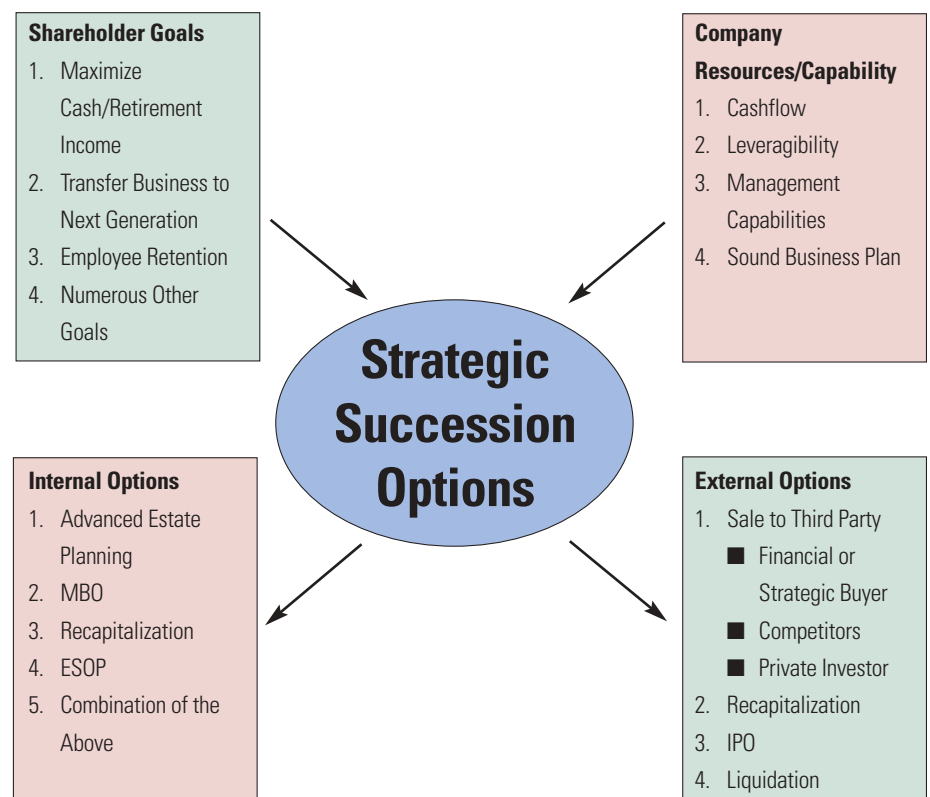 Shareholder Goals
1. Maximize
Cash/Retirement
Income
2. Transfer Business to
Next Generation
3. Employee Retention
4. Numerous Other
Goals
Company
Resources/Capability
1. Cashflow
2. Leveragibility
3. Management
Capabilities
4. Sound Business Plan
Strategic
Succession
Options
Internal Options
1. Advanced Estate
Planning
2. MBO
3. Recapitalization
4. ESOP
5. Combination of the
Above
External Options
1. Sale to Third Party
■ Financial or
Strategic Buyer
■ Competitors
■ Private Investor
2. Recapitalization
3. IPO
4. Liquidation